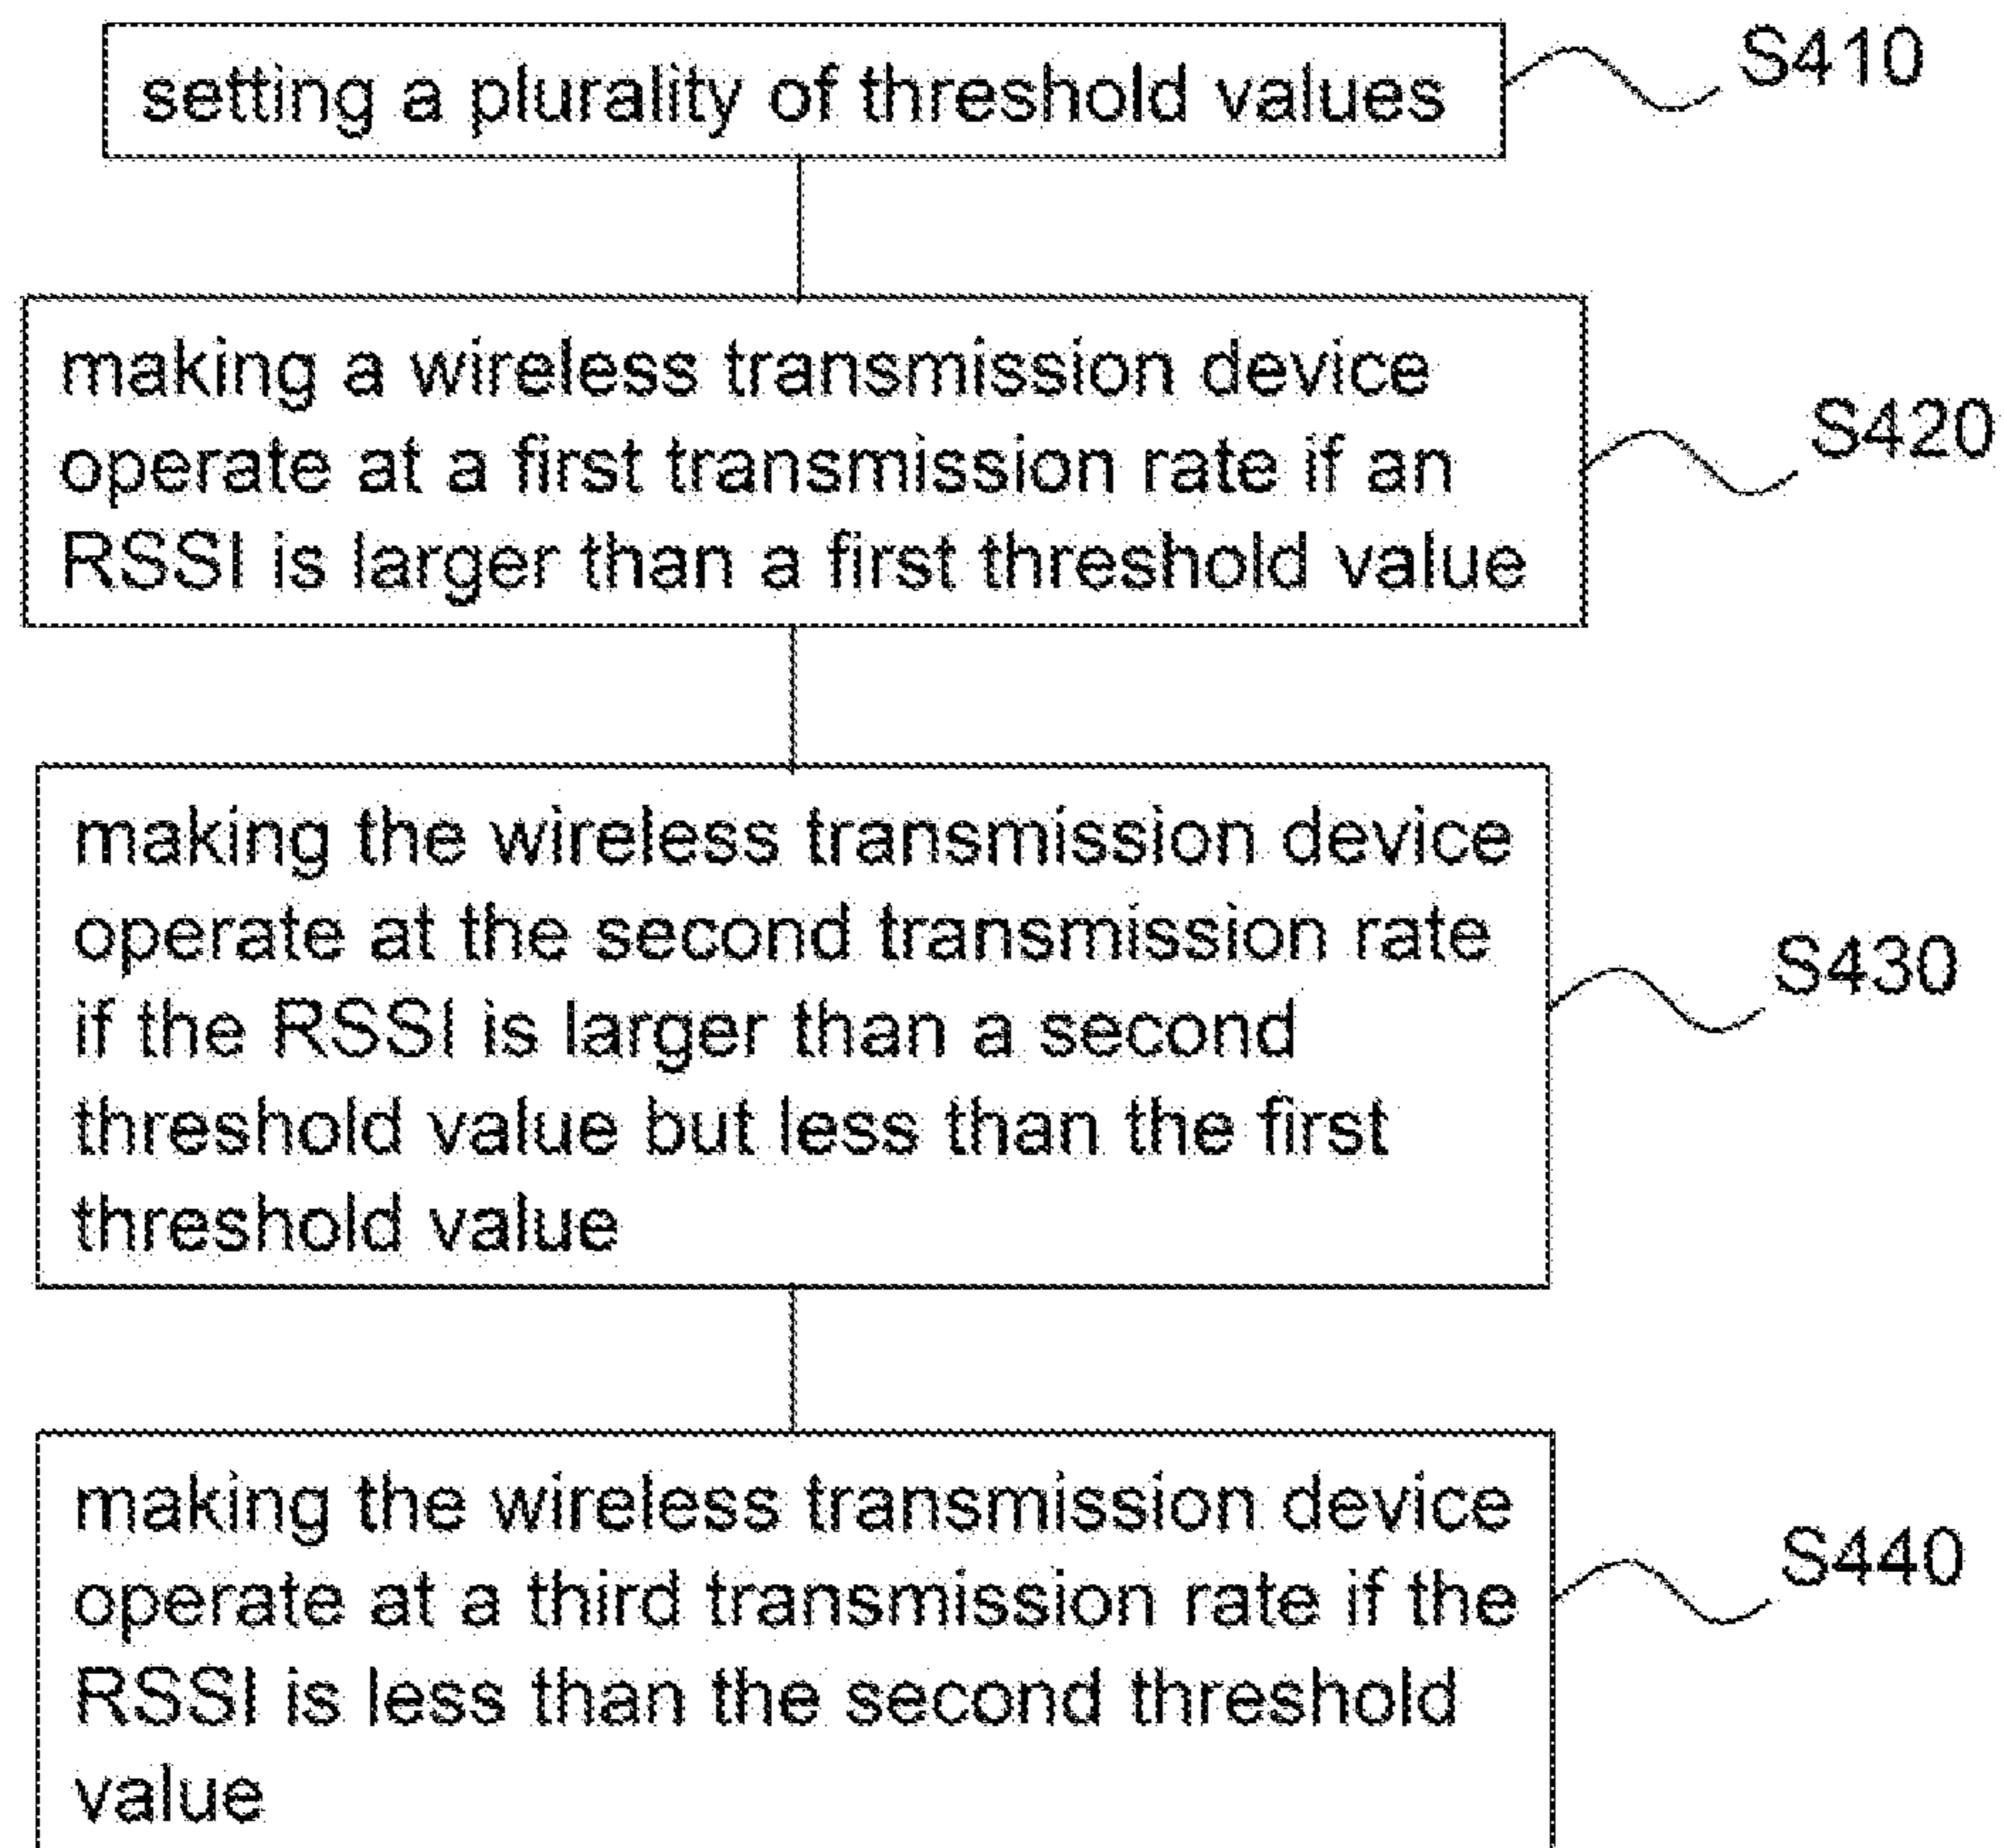 setting a plurality of threshold values
S410
making a wireless transmission device
operate at a first transmission rate if an
RSSI is larger than a first threshold value
S420
making the wireless transmission device
operate at the second transmission rate
if the RSSI is larger than a second
threshold value but less than the first
threshold value
S430
making the wireless transmission device
operate at a third transmission rate if the
RSSI is less than the second threshold
value
S440